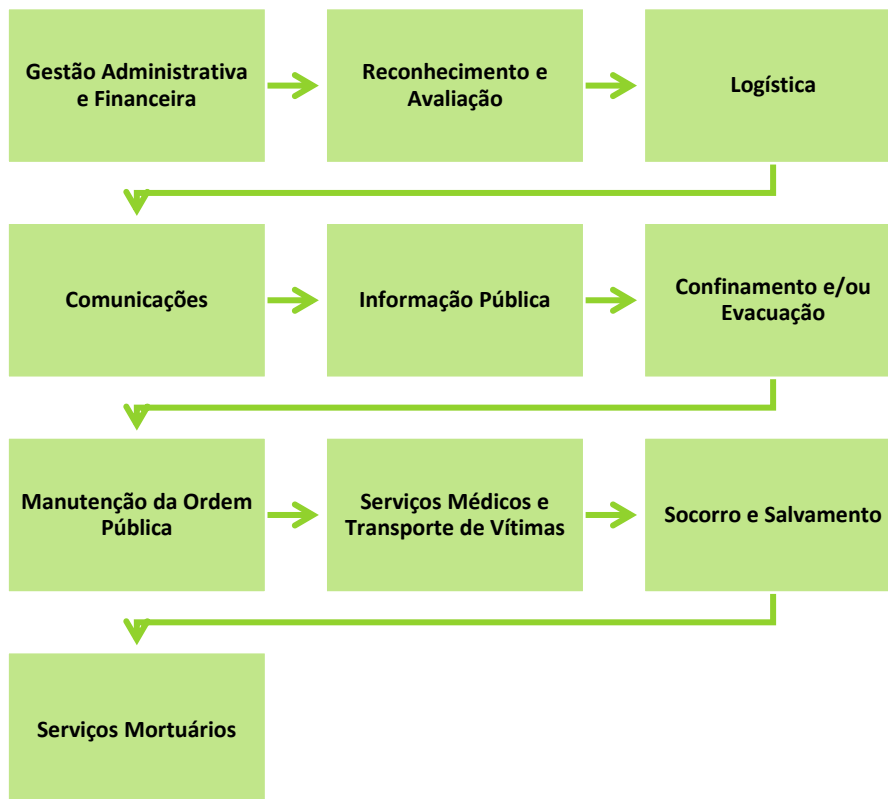 Gestão Administrativa
e Financeira
Reconhecimento e
Avaliação
Logística
Comunicações
Informação Pública
Confinamento e/ou
Evacuação
Manutenção da Ordem
Pública
Serviços Médicos e
Transporte de Vítimas
Socorro e Salvamento
Serviços Mortuários